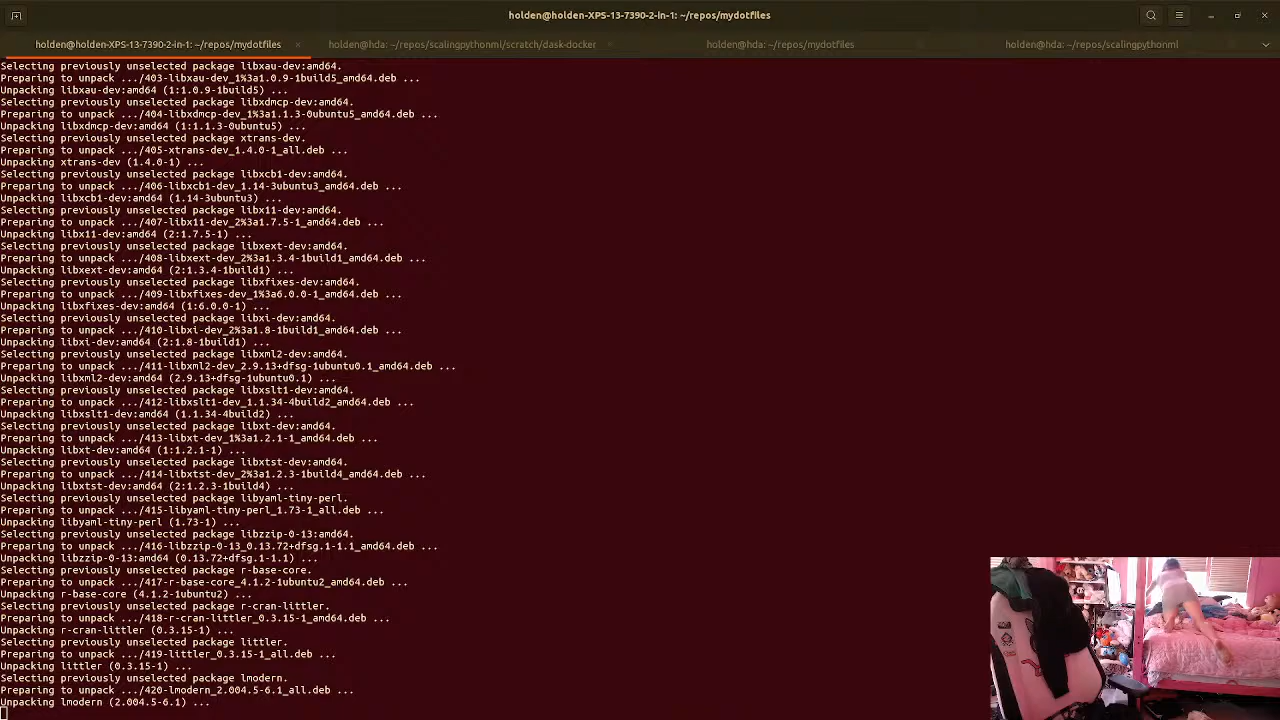 holden@holden-XPS-13-7390-2-in-1: ~/repos/mydotfiles
holden@holden-XPS-13-7390-2-in-1: ~/repos/mydotfiles
holden@hda: ~/repos/scalingpythonml/scratch/dask-docker
holden@hda: ~/repos/mydotfiles
holden@hda: ~/repos/scalingpythonml
Selecting previously unselected package libxau-dev:amd64.
Preparing to unpack .../403-libxau-dev_1%3a1.0.9-1build5_amd64.deb ...
Unpacking libxau-dev:amd64 (1:1.0.9-1build5) ...
Selecting previously unselected package libxdmcp-dev:amd64.
Preparing to unpack .../404-libxdmcp-dev_1%3a1.1.3-0ubuntu5_amd64.deb ...
Unpacking libxdmcp-dev:amd64 (1:1.1.3-0ubuntu5) ...
Selecting previously unselected package xtrans-dev.
Preparing to unpack .../405-xtrans-dev_1.4.0-1_all.deb ...
Unpacking xtrans-dev (1.4.0-1) ...
Selecting previously unselected package libxcb1-dev:amd64.
Preparing to unpack .../406-libxcb1-dev_1.14-3ubuntu3_amd64.deb ...
Unpacking libxcb1-dev:amd64 (1.14-3ubuntu3) ...
Selecting previously unselected package libx11-dev:amd64.
Preparing to unpack .../407-libx11-dev_2%3a1.7.5-1_amd64.deb ...
Unpacking libx11-dev:amd64 (2:1.7.5-1) ...
Selecting previously unselected package libxext-dev:amd64.
Preparing to unpack .../408-libxext-dev_2%3a1.3.4-1build1_amd64.deb ...
Unpacking libxext-dev:amd64 (2:1.3.4-1build1) ...
Selecting previously unselected package libxfixes-dev:amd64.
Preparing to unpack .../409-libxfixes-dev_1%3a6.0.0-1_amd64.deb ...
Unpacking libxfixes-dev:amd64 (1:6.0.0-1) ...
Selecting previously unselected package libxi-dev:amd64.
Preparing to unpack .../410-libxi-dev_2%3a1.8-1build1_amd64.deb ...
Unpacking libxi-dev:amd64 (2:1.8-1build1) ...
Selecting previously unselected package libxml2-dev:amd64.
Preparing to unpack .../411-libxml2-dev_2.9.13+dfsg-1ubuntu0.1_amd64.deb ...
Unpacking libxml2-dev:amd64 (2.9.13+dfsg-1ubuntu0.1) ...
Selecting previously unselected package libxslt1-dev:amd64.
Preparing to unpack .../412-libxslt1-dev_1.1.34-4build2_amd64.deb ...
Unpacking libxslt1-dev:amd64 (1.1.34-4build2) ...
Selecting previously unselected package libxt-dev:amd64.
Preparing to unpack .../413-libxt-dev_1%3a1.2.1-1_amd64.deb ...
Unpacking libxt-dev:amd64 (1:1.2.1-1) ...
Selecting previously unselected package libxtst-dev:amd64.
Preparing to unpack .../414-libxtst-dev_2%3a1.2.3-1build4_amd64.deb ...
Unpacking libxtst-dev:amd64 (2:1.2.3-1build4) ...
Selecting previously unselected package libyaml-tiny-perl.
Preparing to unpack .../415-libyaml-tiny-perl_1.73-1_all.deb ...
Unpacking libyaml-tiny-perl (1.73-1) ...
Selecting previously unselected package libzzip-0-13:amd64.
Preparing to unpack .../416-libzzip-0-13_0.13.72+dfsg.1-1.1_amd64.deb ...
Unpacking libzzip-0-13:amd64 (0.13.72+dfsg.1-1.1) ...
Selecting previously unselected package r-base-core.
Preparing to unpack .../417-r-base-core_4.1.2-1ubuntu2_amd64.deb ...
Unpacking r-base-core (4.1.2-1ubuntu2) ...
Selecting previously unselected package r-cran-littler.
Preparing to unpack .../418-r-cran-littler_0.3.15-1_amd64.deb ...
Unpacking r-cran-littler (0.3.15-1) ...
Selecting previously unselected package littler.
Preparing to unpack .../419-littler_0.3.15-1_all.deb ...
Unpacking littler (0.3.15-1) ...
Selecting previously unselected package lmodern.
Preparing to unpack .../420-lmodern_2.004.5-6.1_all.deb ...
Unpacking lmodern (2.004.5-6.1) ...